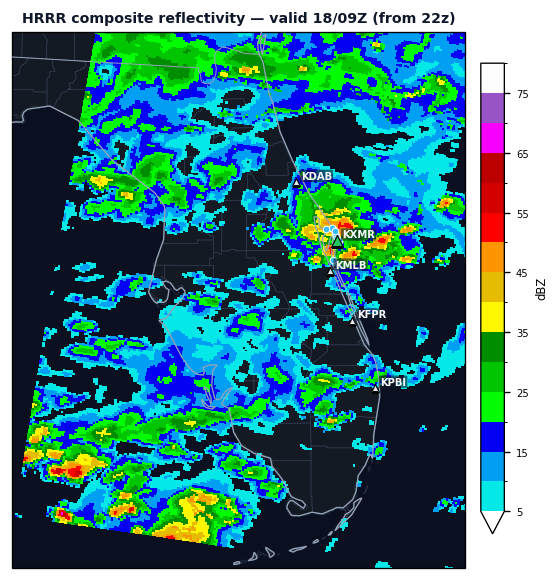 HRRR composite reflectivity — valid 18/09Z (from 22z)
KDAB
KXMR
KMLB
KFPR
KPBI
75
65
55
45
35
25
15
5
dBZ